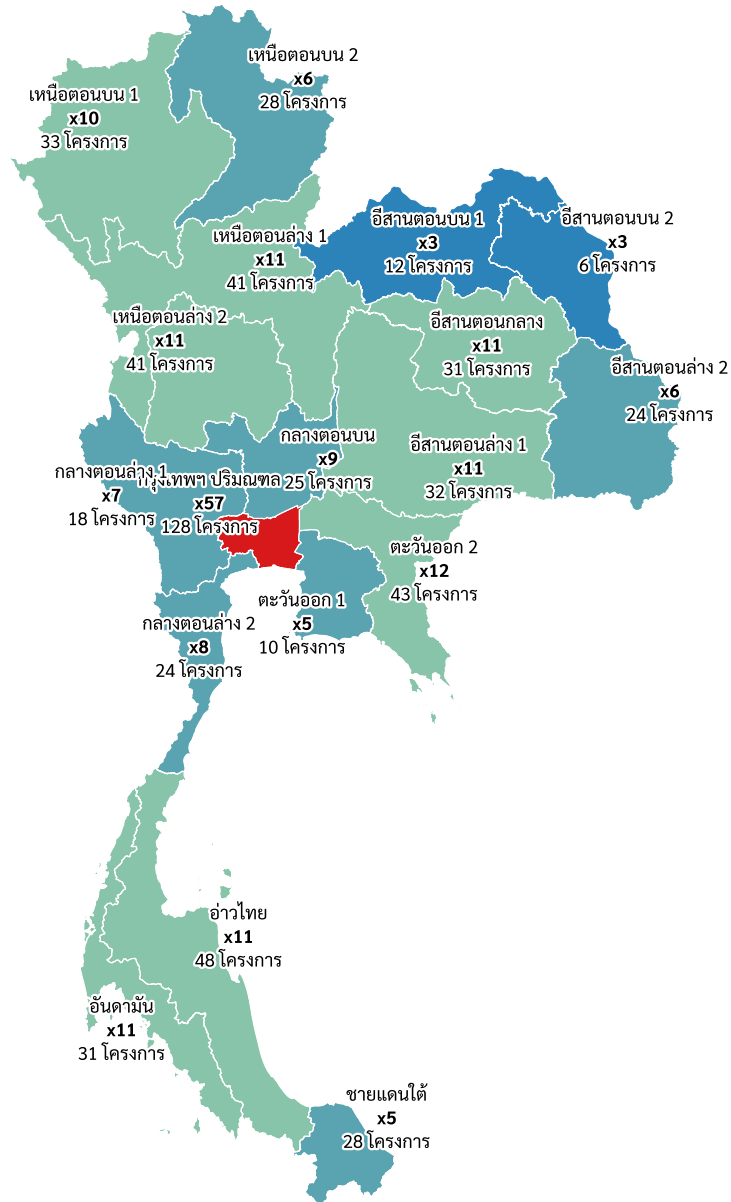 เหนือตอนบน 2
x6
28 โครงการ
เหนือตอนบน 1
x10
33 โครงการ
อีสานตอนบน 1
x3
12 โครงการ
อีสานตอนบน 2
x3
6 โครงการ
เหนือตอนล่าง 1
x11
41 โครงการ
เหนือตอนล่าง 2
x11
41 โครงการ
อีสานตอนกลาง
x11
31 โครงการ
อีสานตอนล่าง 2
x6
24 โครงการ
กลางตอนบน
x9
25 โครงการ
อีสานตอนล่าง 1
x11
32 โครงการ
กลางตอนล่าง 1
x7
18 โครงการ
กรุงเทพฯ ปริมณฑล
x57
128 โครงการ
ตะวันออก 2
x12
43 โครงการ
ตะวันออก 1
x5
10 โครงการ
กลางตอนล่าง 2
x8
24 โครงการ
อ่าวไทย
x11
48 โครงการ
อันดามัน
x11
31 โครงการ
ชายแดนใต้
x5
28 โครงการ